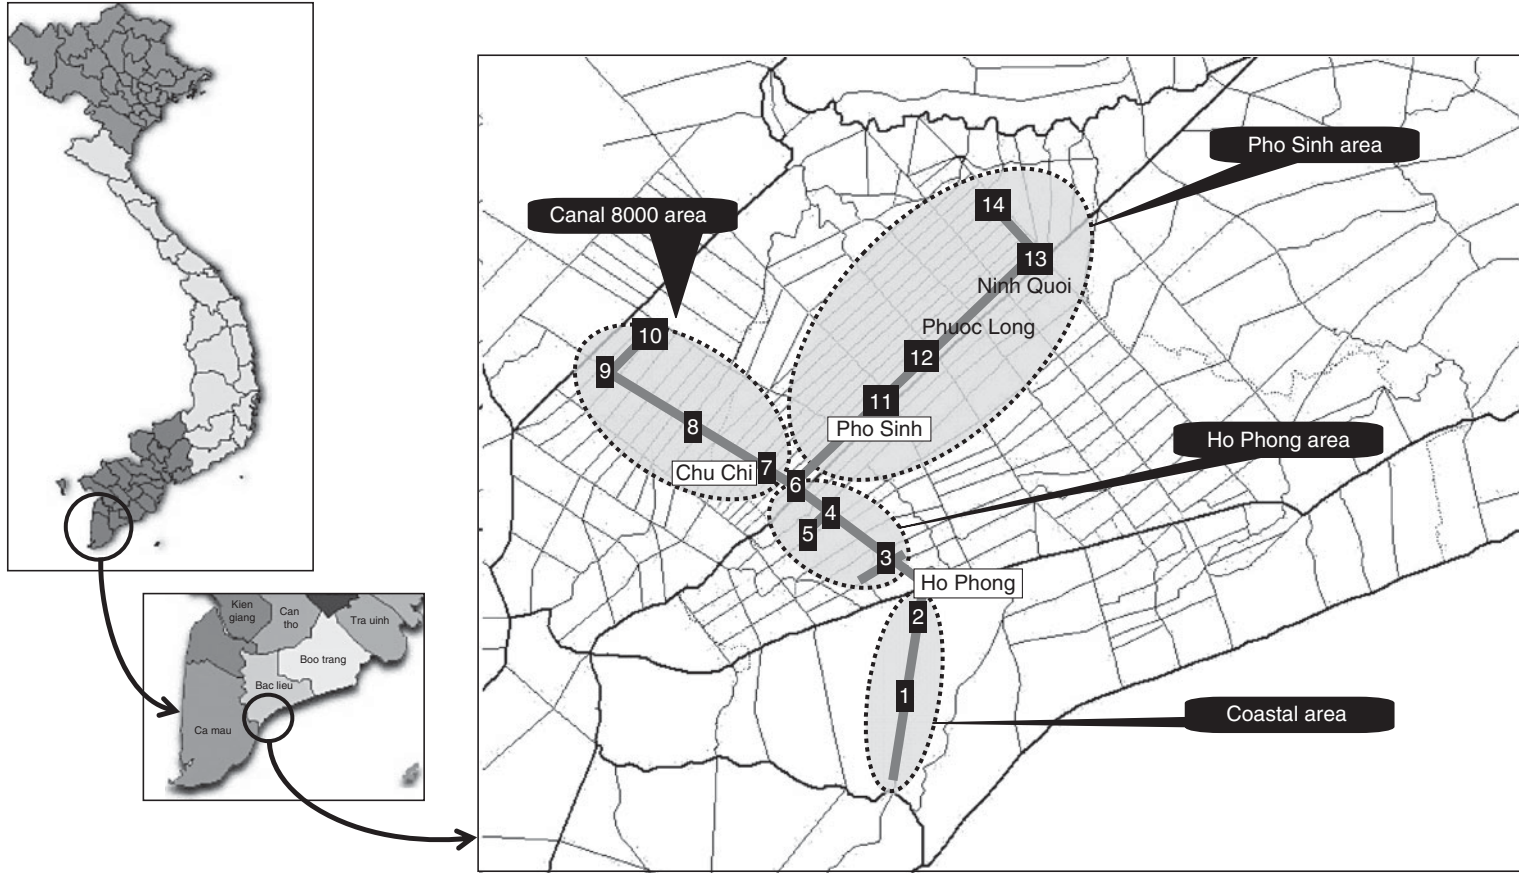 Pho Sinh area
Canal 8000 area
14
13
Ninh Quoi
Phuoc Long
10
12
9
11
8
Pho Sinh
Ho Phong area
7
Chu Chi
6
4
5
3
Ho Phong
2
1
Coastal area
Kien
giang
Can
tho
Tra uinh
Boo trang
Bac lieu
Ca mau